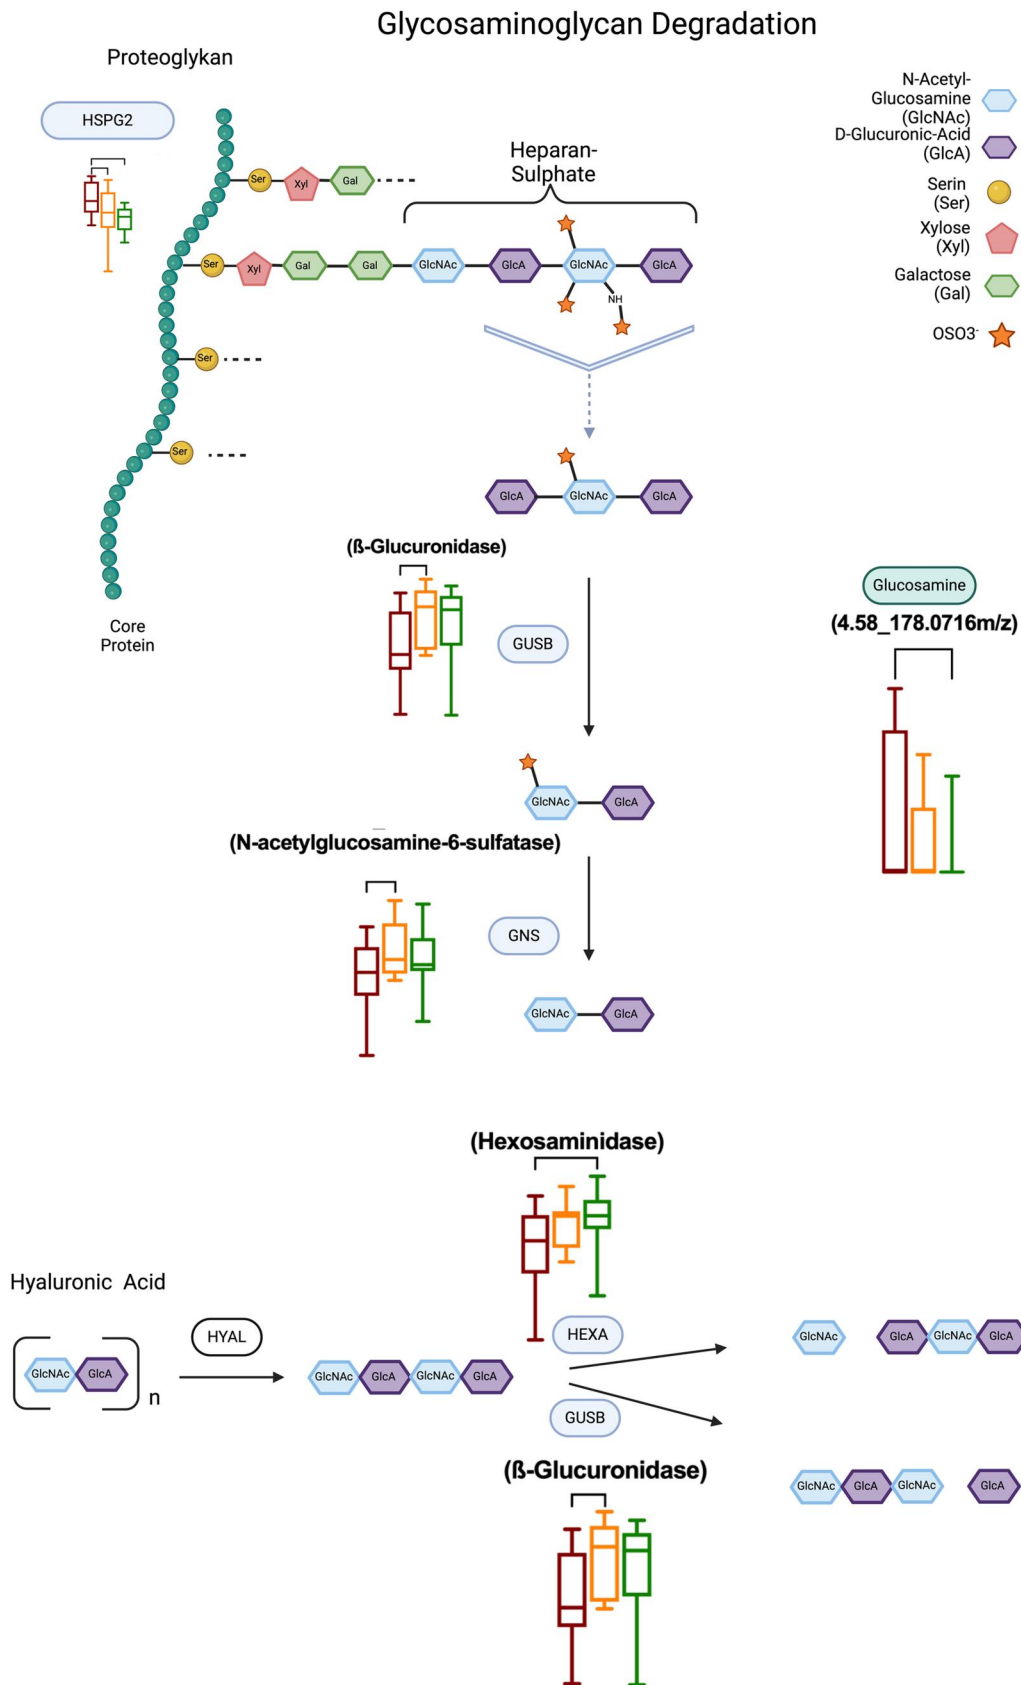 Glycosaminoglycan Degradation
Proteoglykan
HSPG2
N-Acetyl-
Glucosamine
(GlcNAc)
D-Glucuronic-Acid
(GlcA)
Serin
(Ser)
Xylose
(Xyl)
Galactose
(Gal)
OSO3-
Heparan-
Sulphate
Ser Xyl Gal
Ser Xyl Gal Gal GlcNAc GlcA GlcNAc GlcA
NH
Ser
Ser
GlcA GlcNAc GlcA
Core
Protein
(ß-Glucuronidase)
GUSB
Glucosamine
(4.58_178.0716m/z)
GlcNAc GlcA
(N-acetylglucosamine-6-sulfatase)
GNS
GlcNAc GlcA
(Hexosaminidase)
Hyaluronic Acid
HYAL
HEXA
GlcNAc GlcA n
GlcNAc GlcA GlcNAc GlcA
GlcNAc GlcA GlcNAc GlcA
GUSB
(ß-Glucuronidase)
GlcNAc GlcA GlcNAc GlcA